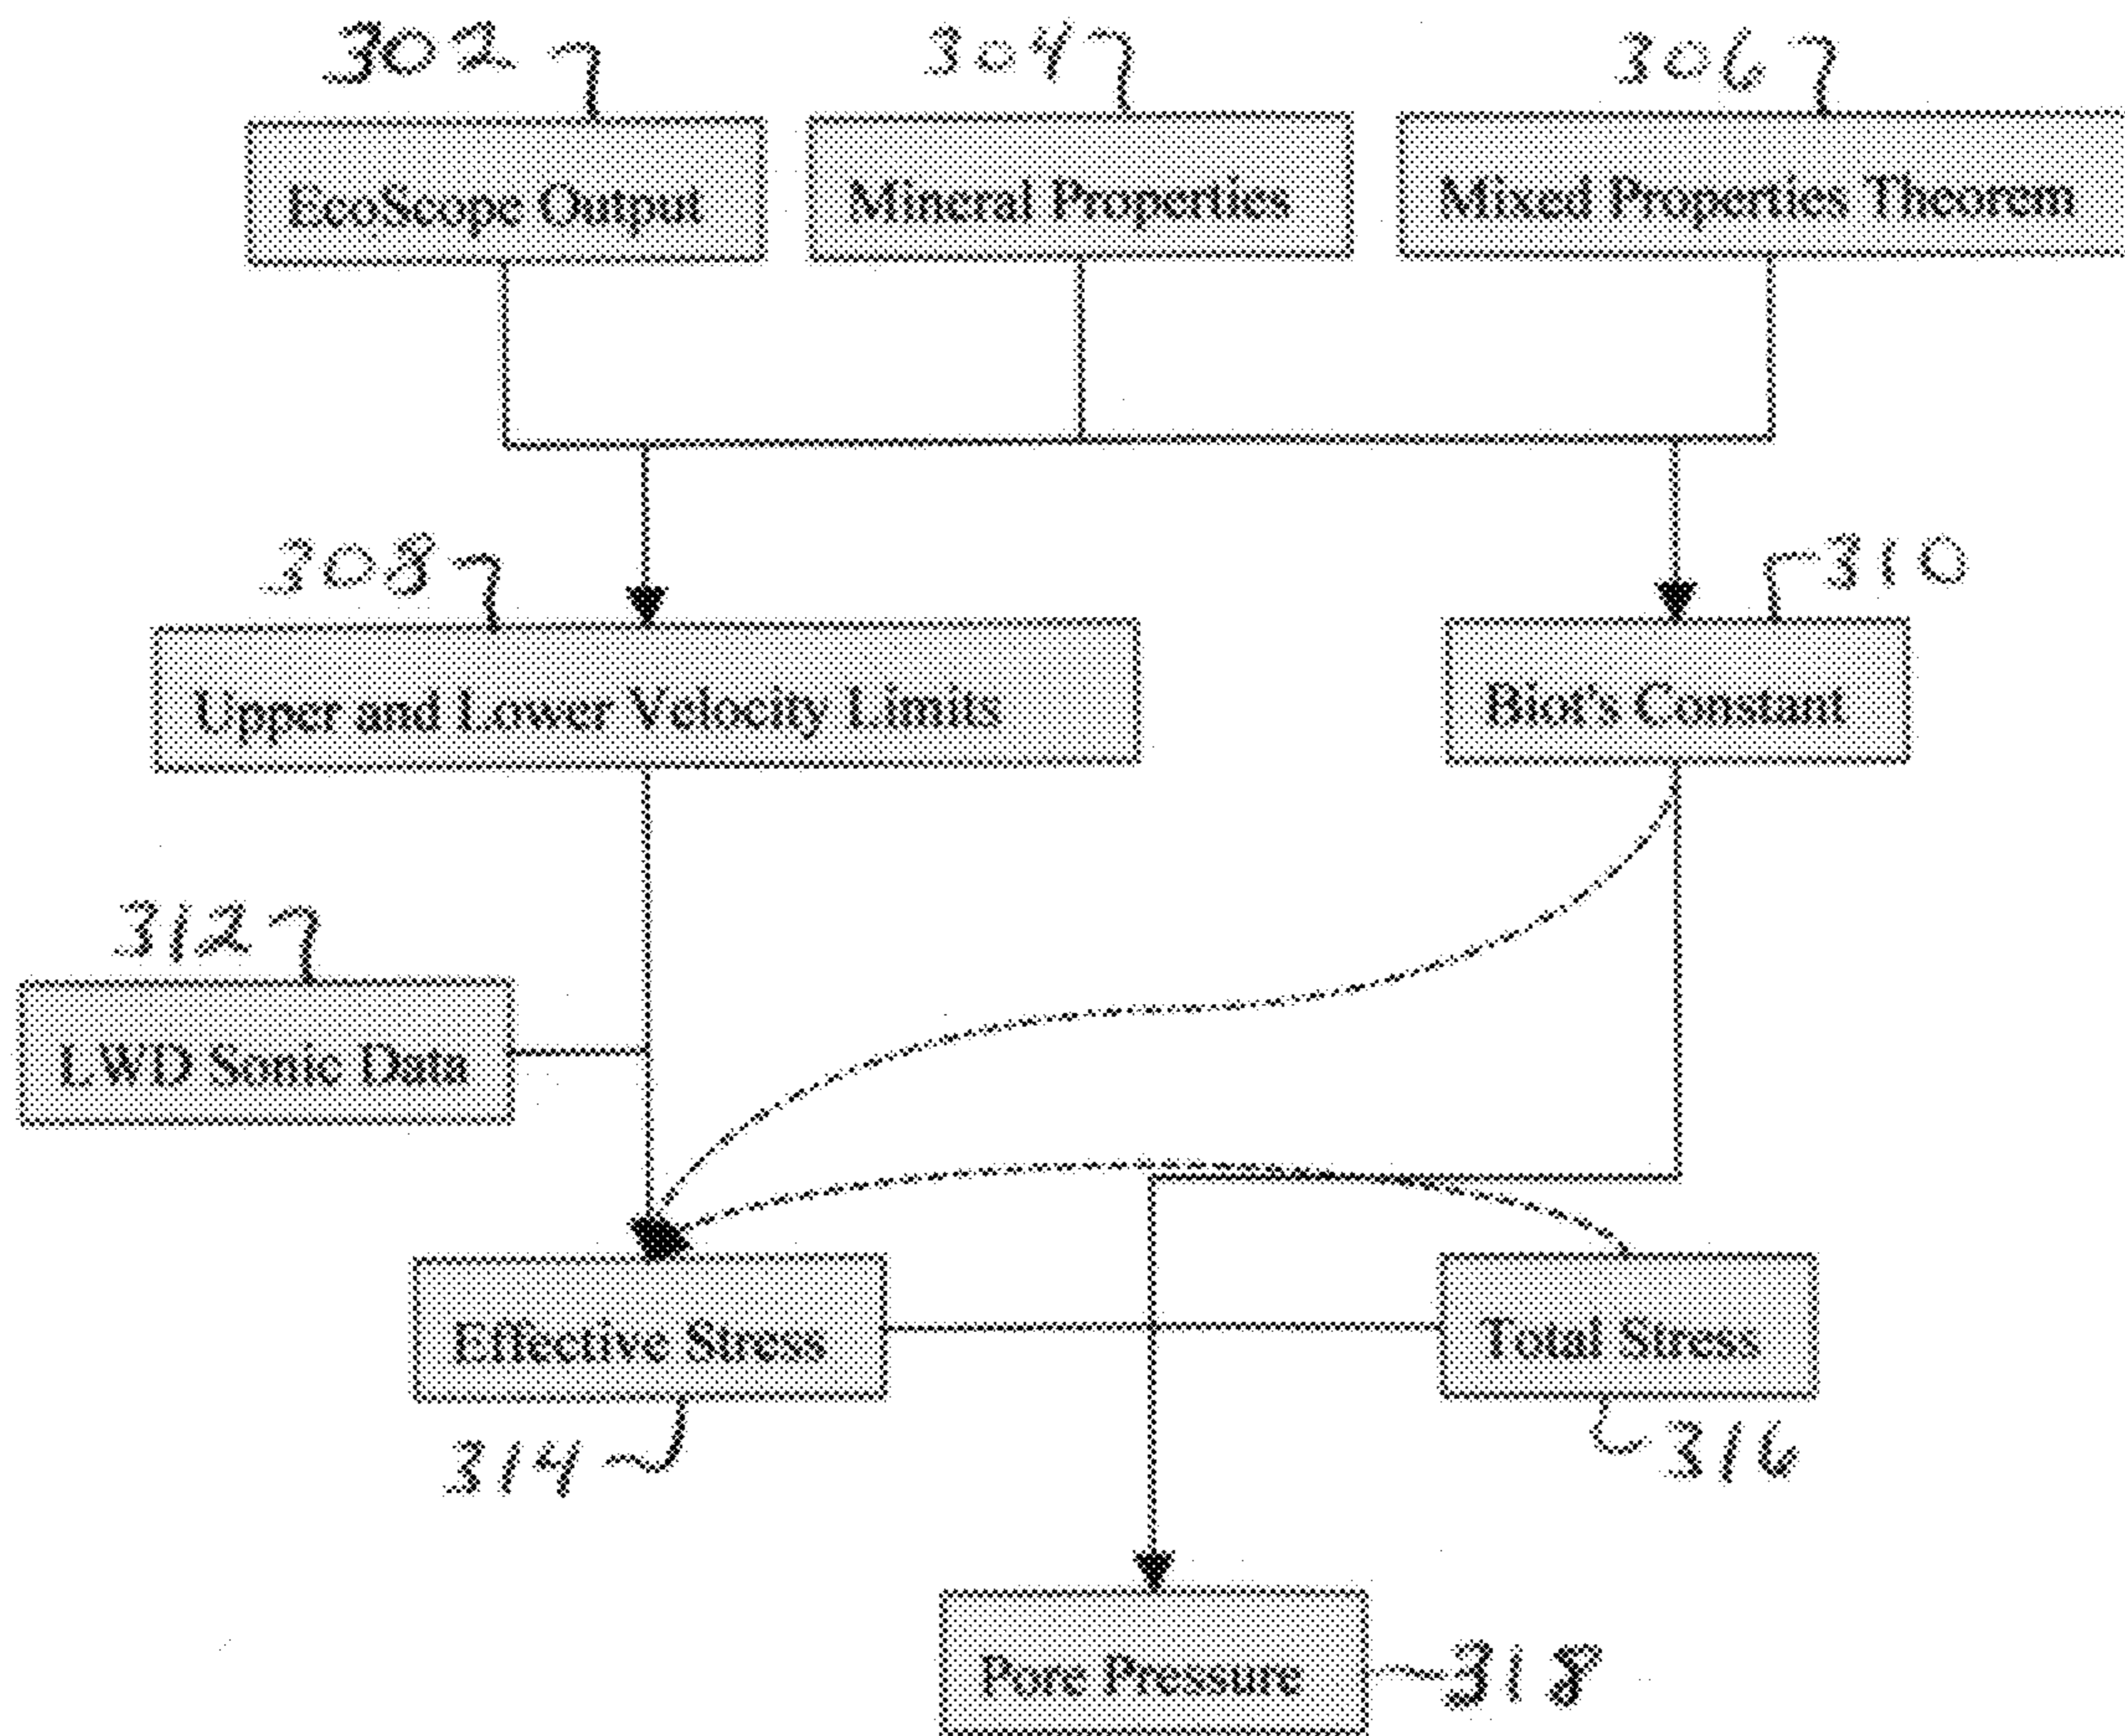 302
304
306
EcoScope Output
Mineral Properties
Mixed Properties Theorem
308
310
Upper and Lower Velocity Limits
Biot's Constant
312
LWD Sonic Data
Effective Stress
Total Stress
314
316
Pore Pressure
318